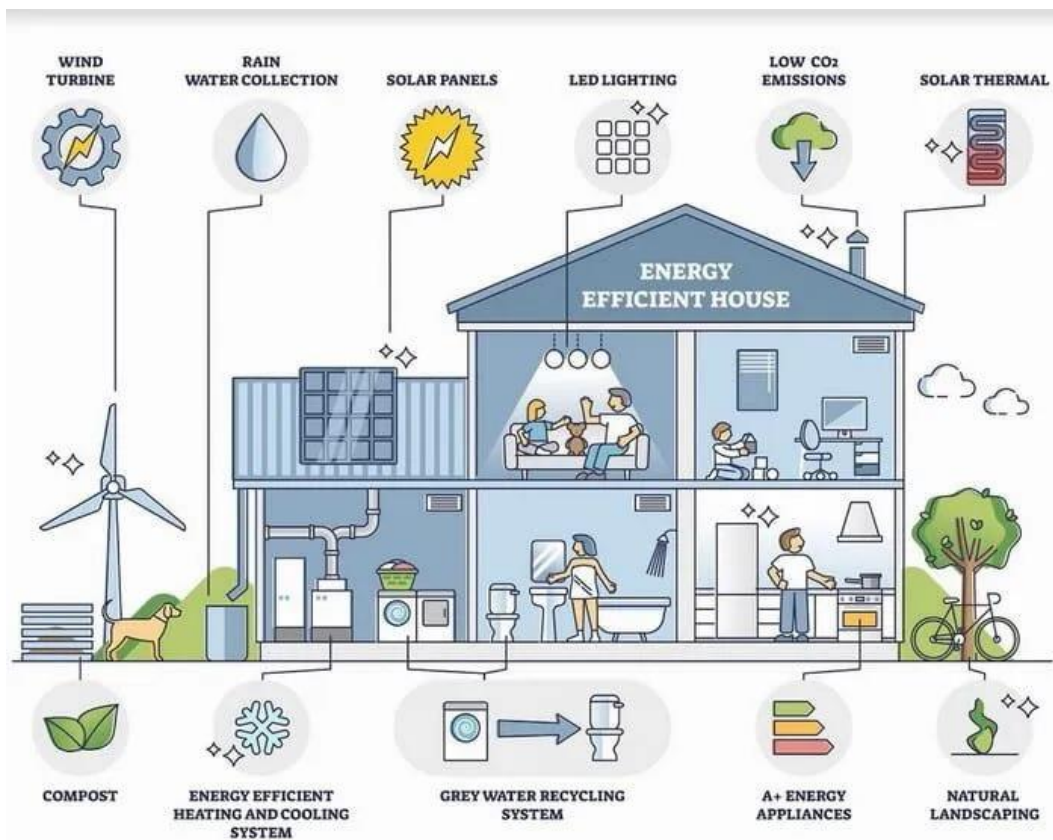 WIND
TURBINE
RAIN
WATER COLLECTION
SOLAR PANELS
LED LIGHTING
LOW CO2
EMISSIONS
SOLAR THERMAL
ENERGY
EFFICIENT HOUSE
COMPOST
ENERGY EFFICIENT
HEATING AND COOLING
SYSTEM
GREY WATER RECYCLING
SYSTEM
A+ ENERGY
APPLIANCES
NATURAL
LANDSCAPING